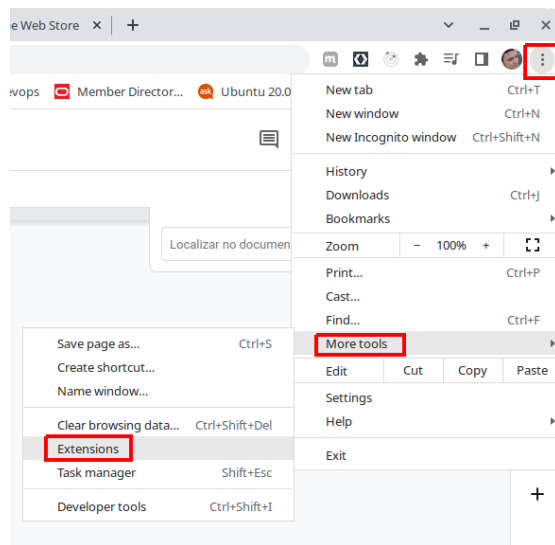 e Web Store
evops Member Director... Ubuntu 20.0
New tab Ctrl+T
New window Ctrl+N
New Incognito window Ctrl+Shift+N
History
Downloads Ctrl+J
Bookmarks
Localizar no documen
Zoom − 100% +
Print... Ctrl+P
Cast...
Find... Ctrl+F
More tools
Edit Cut Copy Paste
Settings
Help
Exit
Save page as... Ctrl+S
Create shortcut...
Name window...
Clear browsing data... Ctrl+Shift+Del
Extensions
Task manager Shift+Esc
Developer tools Ctrl+Shift+I